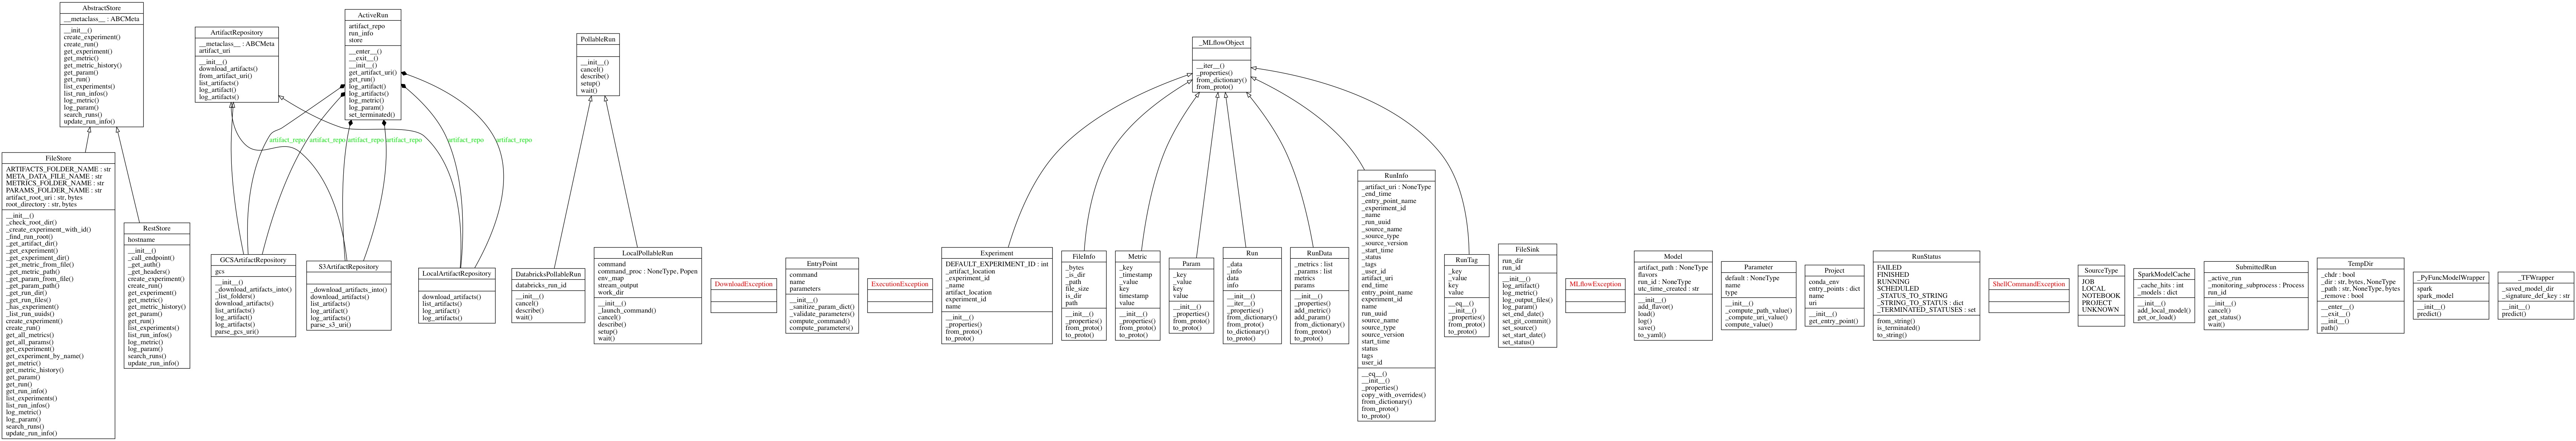 AbstractStore
__metaclass__ : ABCMeta
__init__()
create_experiment()
create_run()
get_experiment()
get_metric()
get_metric_history()
get_param()
get_run()
list_experiments()
list_run_infos()
log_metric()
log_param()
search_runs()
update_run_info()
ArtifactRepository
__metaclass__ : ABCMeta
artifact_uri
__init__()
download_artifacts()
from_artifact_uri()
list_artifacts()
log_artifact()
log_artifacts()
ActiveRun
artifact_repo
run_info
store
__enter__()
__exit__()
__init__()
get_artifact_uri()
get_run()
log_artifact()
log_artifacts()
log_metric()
log_param()
set_terminated()
PollableRun
__init__()
cancel()
describe()
setup()
wait()
_MLflowObject
__iter__()
_properties()
from_dictionary()
from_proto()
artifact_repo
artifact_repo
artifact_repo
artifact_repo
artifact_repo
artifact_repo
FileStore
ARTIFACTS_FOLDER_NAME : str
META_DATA_FILE_NAME : str
METRICS_FOLDER_NAME : str
PARAMS_FOLDER_NAME : str
artifact_root_uri : str, bytes
root_directory : str, bytes
__init__()
_check_root_dir()
_create_experiment_with_id()
_find_run_root()
_get_artifact_dir()
_get_experiment()
_get_experiment_dir()
_get_metric_from_file()
_get_metric_path()
_get_param_from_file()
_get_param_path()
_get_run_dir()
_get_run_files()
_has_experiment()
_list_run_uuids()
create_experiment()
create_run()
get_all_metrics()
get_all_params()
get_experiment()
get_experiment_by_name()
get_metric()
get_metric_history()
get_param()
get_run()
get_run_info()
list_experiments()
list_run_infos()
log_metric()
log_param()
search_runs()
update_run_info()
RestStore
hostname
__init__()
_call_endpoint()
_get_auth()
_get_headers()
create_experiment()
create_run()
get_experiment()
get_metric()
get_metric_history()
get_param()
get_run()
list_experiments()
list_run_infos()
log_metric()
log_param()
search_runs()
update_run_info()
GCSArtifactRepository
gcs
__init__()
_download_artifacts_into()
_list_folders()
download_artifacts()
list_artifacts()
log_artifact()
log_artifacts()
parse_gcs_uri()
S3ArtifactRepository
_download_artifacts_into()
download_artifacts()
list_artifacts()
log_artifact()
log_artifacts()
parse_s3_uri()
LocalArtifactRepository
download_artifacts()
list_artifacts()
log_artifact()
log_artifacts()
DatabricksPollableRun
databricks_run_id
__init__()
cancel()
describe()
wait()
LocalPollableRun
command
command_proc : NoneType, Popen
env_map
stream_output
work_dir
__init__()
_launch_command()
cancel()
describe()
setup()
wait()
DownloadException
EntryPoint
command
name
parameters
__init__()
_sanitize_param_dict()
_validate_parameters()
compute_command()
compute_parameters()
ExecutionException
Experiment
DEFAULT_EXPERIMENT_ID : int
_artifact_location
_experiment_id
_name
artifact_location
experiment_id
name
__init__()
_properties()
from_proto()
to_proto()
FileInfo
_bytes
_is_dir
_path
file_size
is_dir
path
__init__()
_properties()
from_proto()
to_proto()
Metric
_key
_timestamp
_value
key
timestamp
value
__init__()
_properties()
from_proto()
to_proto()
Param
_key
_value
key
value
__init__()
_properties()
from_proto()
to_proto()
Run
_data
_info
data
info
__init__()
__iter__()
_properties()
from_dictionary()
from_proto()
to_dictionary()
to_proto()
RunData
_metrics : list
_params : list
metrics
params
__init__()
_properties()
add_metric()
add_param()
from_dictionary()
from_proto()
to_proto()
RunInfo
_artifact_uri : NoneType
_end_time
_entry_point_name
_experiment_id
_name
_run_uuid
_source_name
_source_type
_source_version
_start_time
_status
_tags
_user_id
artifact_uri
end_time
entry_point_name
experiment_id
name
run_uuid
source_name
source_type
source_version
start_time
status
tags
user_id
__eq__()
__init__()
_properties()
copy_with_overrides()
from_dictionary()
from_proto()
to_proto()
RunTag
_key
_value
key
value
__eq__()
__init__()
_properties()
from_proto()
to_proto()
FileSink
run_dir
run_id
__init__()
log_artifact()
log_metric()
log_output_files()
log_param()
set_end_date()
set_git_commit()
set_source()
set_start_date()
set_status()
MLflowException
Model
artifact_path : NoneType
flavors
run_id : NoneType
utc_time_created : str
__init__()
add_flavor()
load()
log()
save()
to_yaml()
Parameter
default : NoneType
name
type
__init__()
_compute_path_value()
_compute_uri_value()
compute_value()
Project
conda_env
entry_points : dict
name
uri
__init__()
get_entry_point()
RunStatus
FAILED
FINISHED
RUNNING
SCHEDULED
_STATUS_TO_STRING
_STRING_TO_STATUS : dict
_TERMINATED_STATUSES : set
from_string()
is_terminated()
to_string()
ShellCommandException
SourceType
JOB
LOCAL
NOTEBOOK
PROJECT
UNKNOWN
SparkModelCache
_cache_hits : int
_models : dict
__init__()
add_local_model()
get_or_load()
SubmittedRun
_active_run
_monitoring_subprocess : Process
run_id
__init__()
cancel()
get_status()
wait()
TempDir
_chdr : bool
_dir : str, bytes, NoneType
_path : str, NoneType, bytes
_remove : bool
__enter__()
__exit__()
__init__()
path()
_PyFuncModelWrapper
spark
spark_model
__init__()
predict()
_TFWrapper
_saved_model_dir
_signature_def_key : str
__init__()
predict()